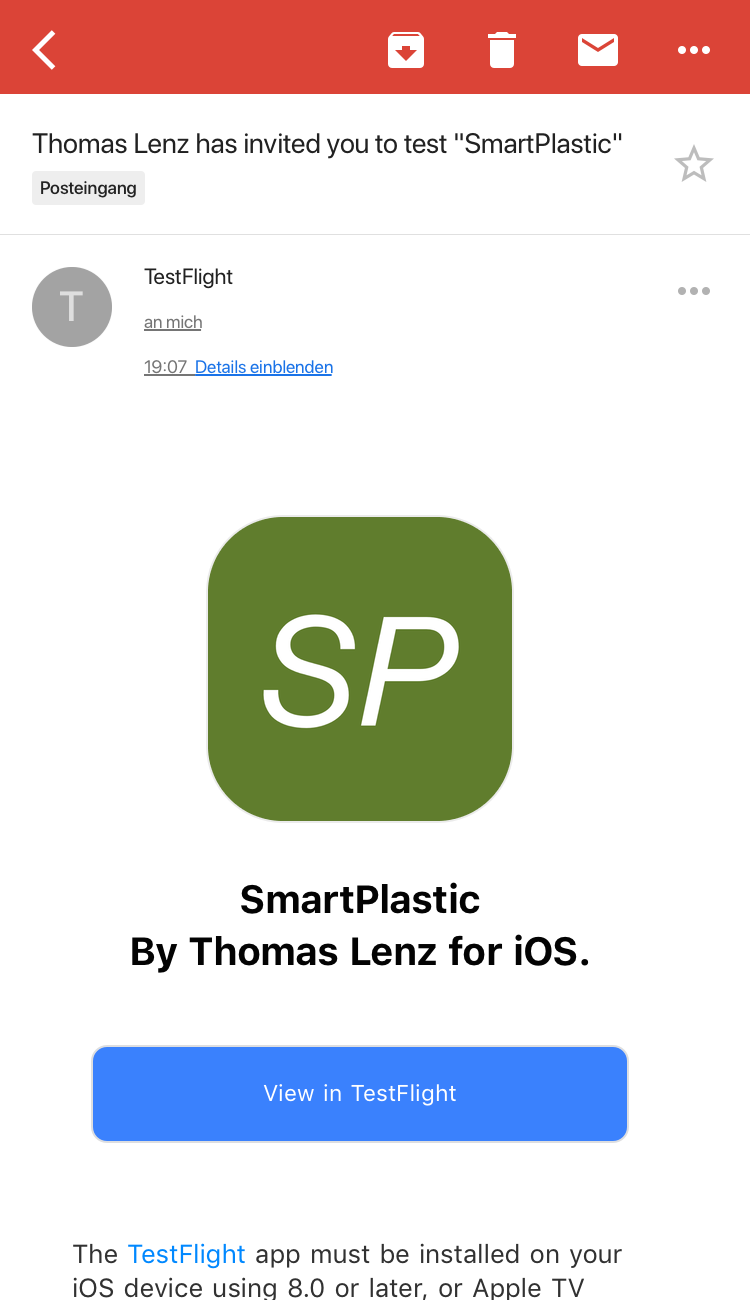 Thomas Lenz has invited you to test "SmartPlastic"
Posteingang
T
TestFlight
an mich
19:07 Details einblenden
SP
SmartPlastic
By Thomas Lenz for iOS.
View in TestFlight
The TestFlight app must be installed on your
iOS device using 8.0 or later, or Apple TV